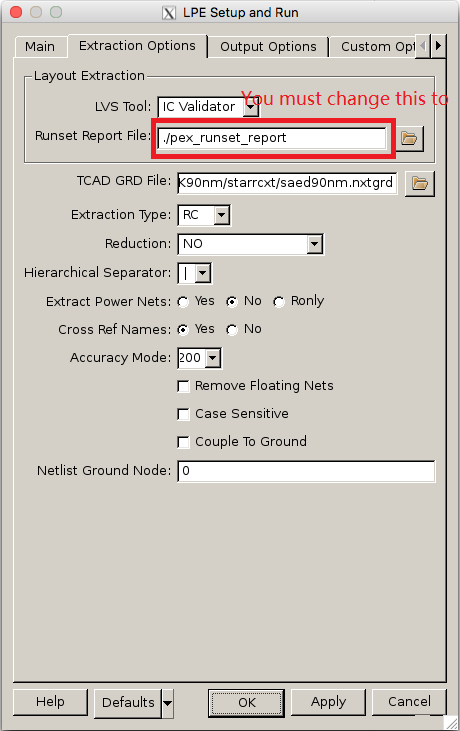 LPE Setup and Run
Main Extraction Options Output Options Custom Opt
Layout Extraction
LVS Tool: IC Validator You must change this to
Runset Report File: ./pex_runset_report
TCAD GRD File: K90nm/starrcxt/saed90nm.nxtgrd
Extraction Type: RC
Reduction: NO
Hierarchical Separator: |
Extract Power Nets: Yes No Ronly
Cross Ref Names: Yes No
Accuracy Mode: 200
Remove Floating Nets
Case Sensitive
Couple To Ground
Netlist Ground Node: 0
Help Defaults OK Apply Cancel